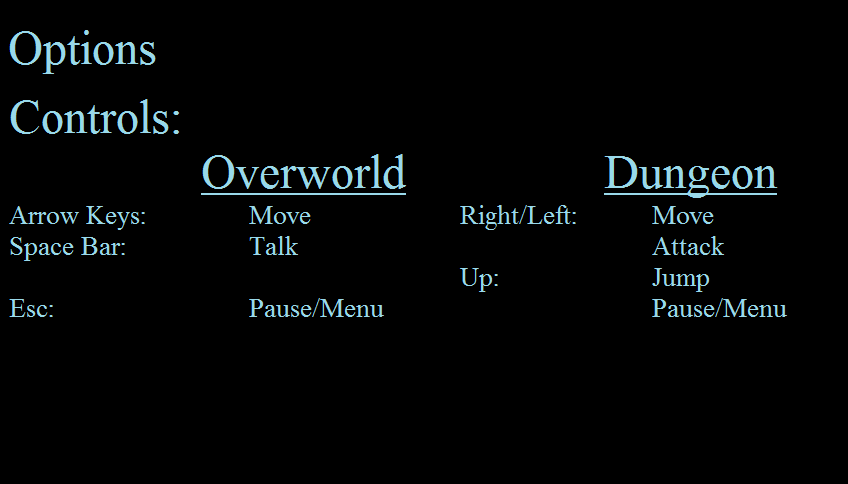 Options
Controls:
Overworld Dungeon
Arrow Keys: Move Right/Left: Move
Space Bar: Talk Attack
Up: Jump
Esc: Pause/Menu Pause/Menu